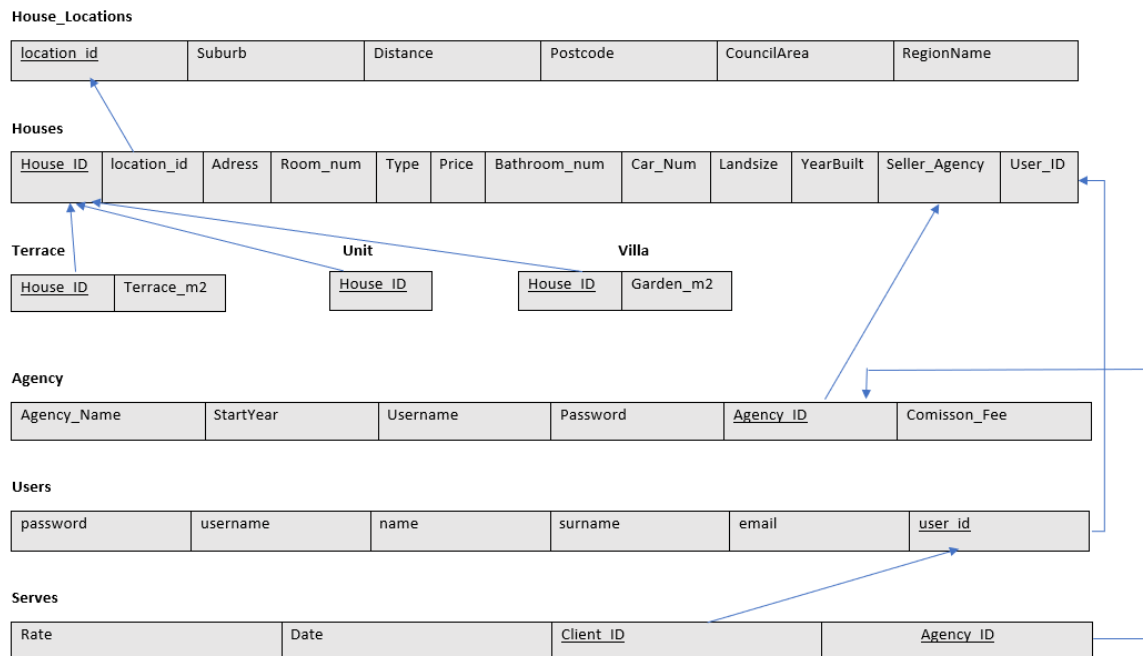 House_Locations
location_id Suburb Distance Postcode CouncilArea RegionName
Houses
House_ID location_id Adress Room_num Type Price Bathroom_num Car_Num Landsize YearBuilt Seller_Agency User_ID
Terrace Unit Villa
House_ID Terrace_m2 House_ID House_ID Garden_m2
Agency
Agency_Name StartYear Username Password Agency_ID Comisson_Fee
Users
password username name surname email user_id
Serves
Rate Date Client_ID Agency_ID